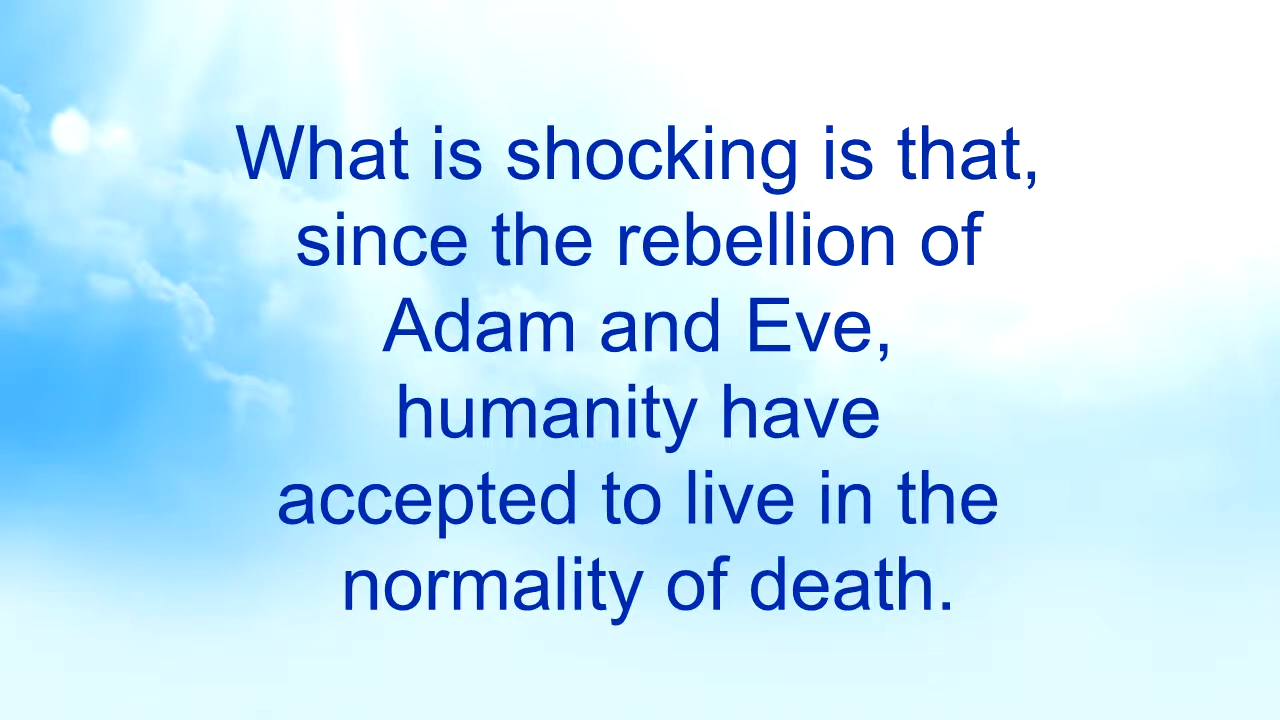 What is shocking is that,
since the rebellion of
Adam and Eve,
humanity have
accepted to live in the
normality of death.